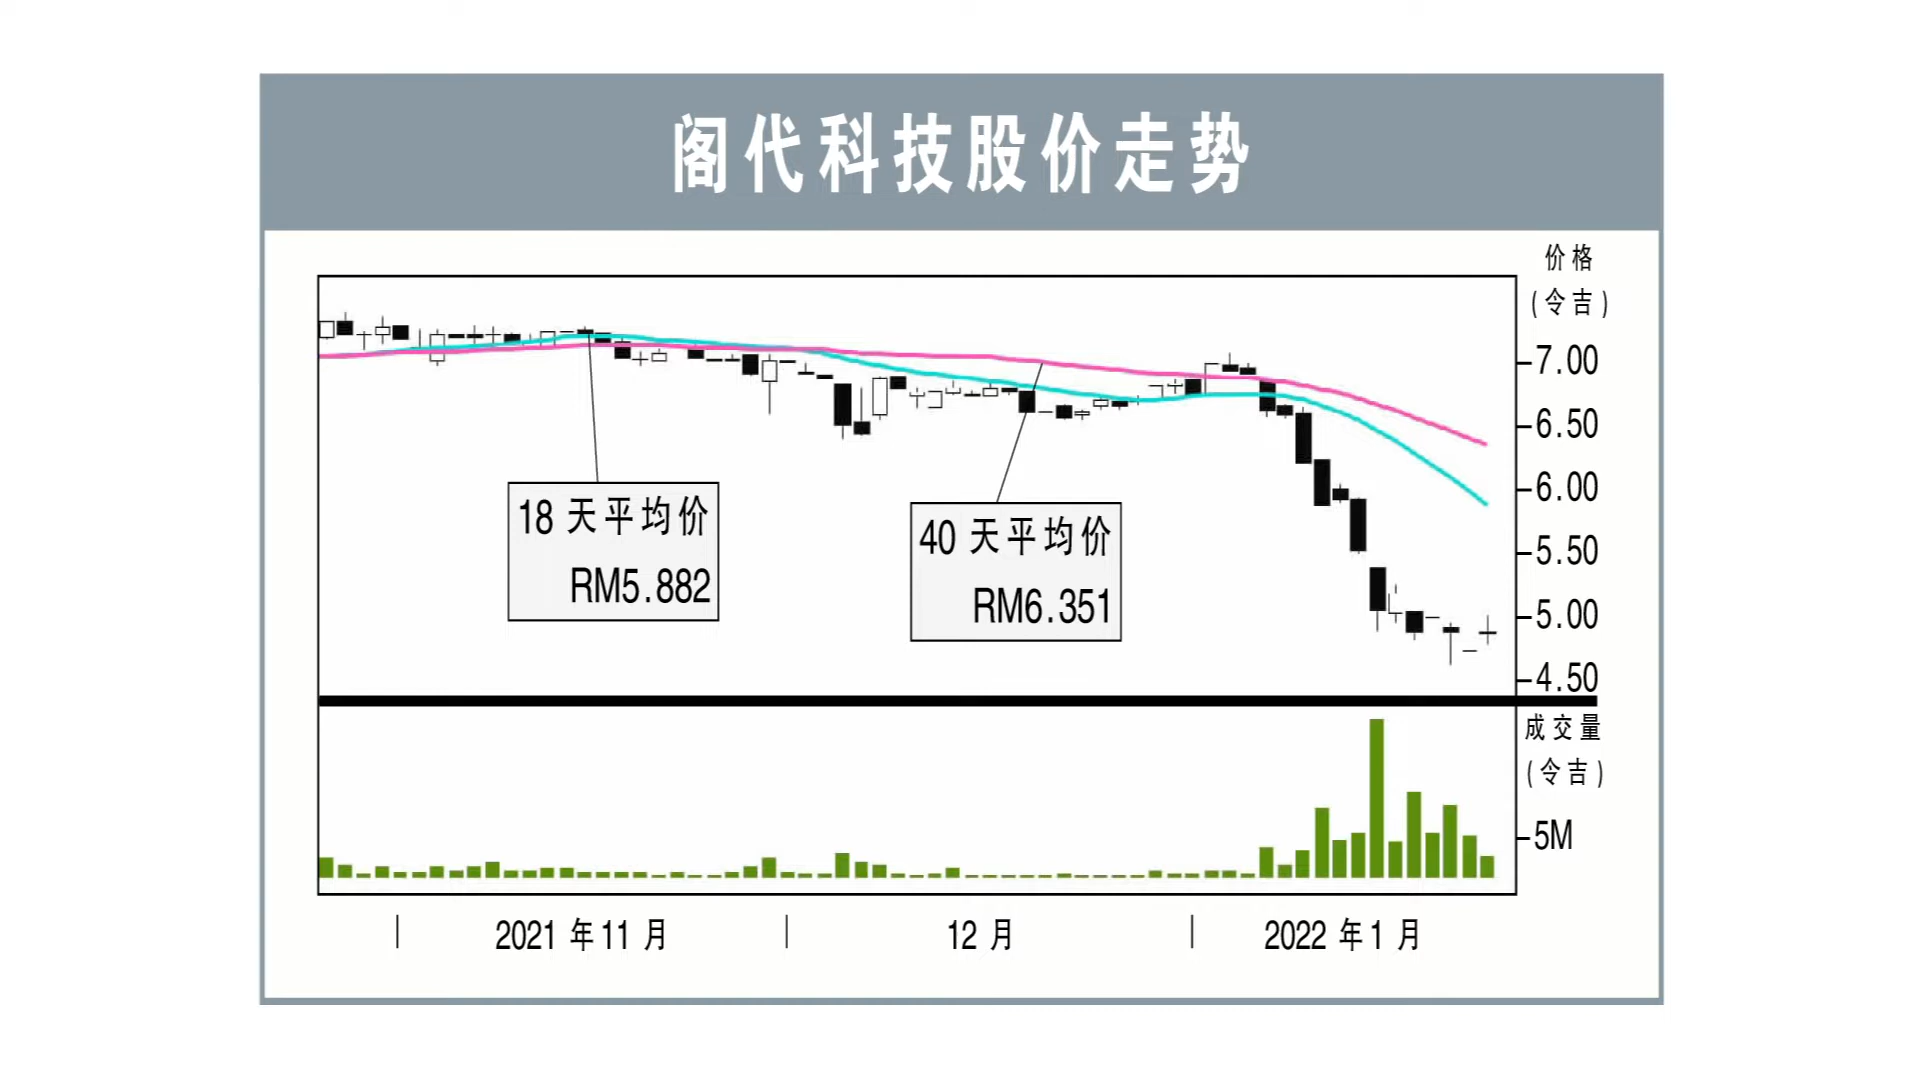 阁代科技股价走势
价格
(令吉)
7.00
6.50
6.00
5.50
5.00
4.50
18 天平均价
RM5.882
40 天平均价
RM6.351
成交量
(令吉)
5M
2021 年 11 月
12 月
2022 年 1 月